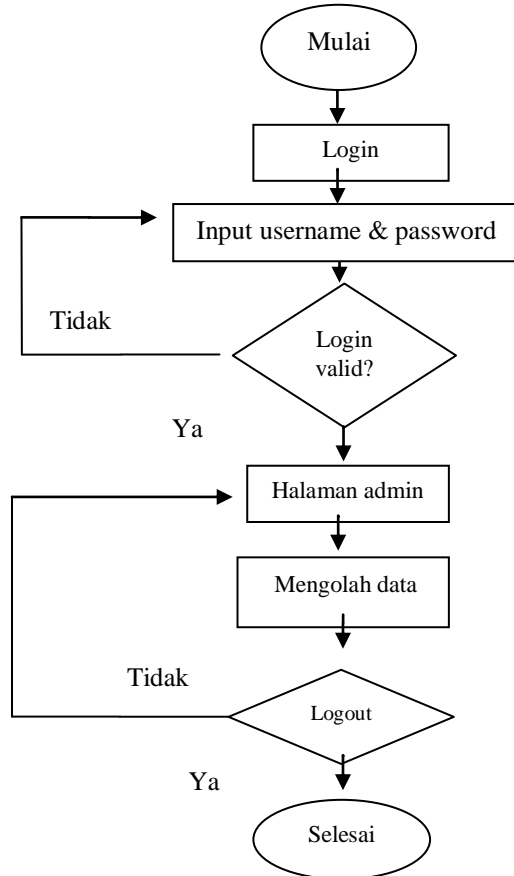 Mulai
Login
Input username & password
Tidak
Login
valid?
Ya
Halaman admin
Mengolah data
Tidak
Logout
Ya
Selesai